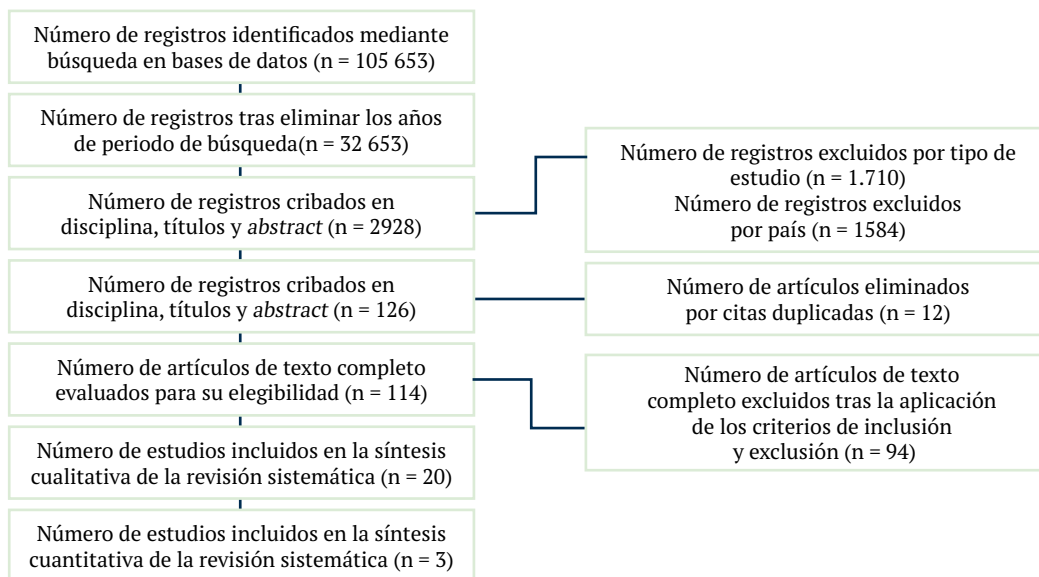 Número de registros identificados mediante
búsqueda en bases de datos (n = 105 653)
Número de registros tras eliminar los años
de periodo de búsqueda(n = 32 653)
Número de registros cribados en
disciplina, títulos y abstract (n = 2928)
Número de registros excluidos por tipo de
estudio (n = 1.710)
Número de registros excluidos
por país (n = 1584)
Número de registros cribados en
disciplina, títulos y abstract (n = 126)
Número de artículos eliminados
por citas duplicadas (n = 12)
Número de artículos de texto completo
evaluados para su elegibilidad (n = 114)
Número de artículos de texto
completo excluidos tras la aplicación
de los criterios de inclusión
y exclusión (n = 94)
Número de estudios incluidos en la síntesis
cualitativa de la revisión sistemática (n = 20)
Número de estudios incluidos en la síntesis
cuantitativa de la revisión sistemática (n = 3)